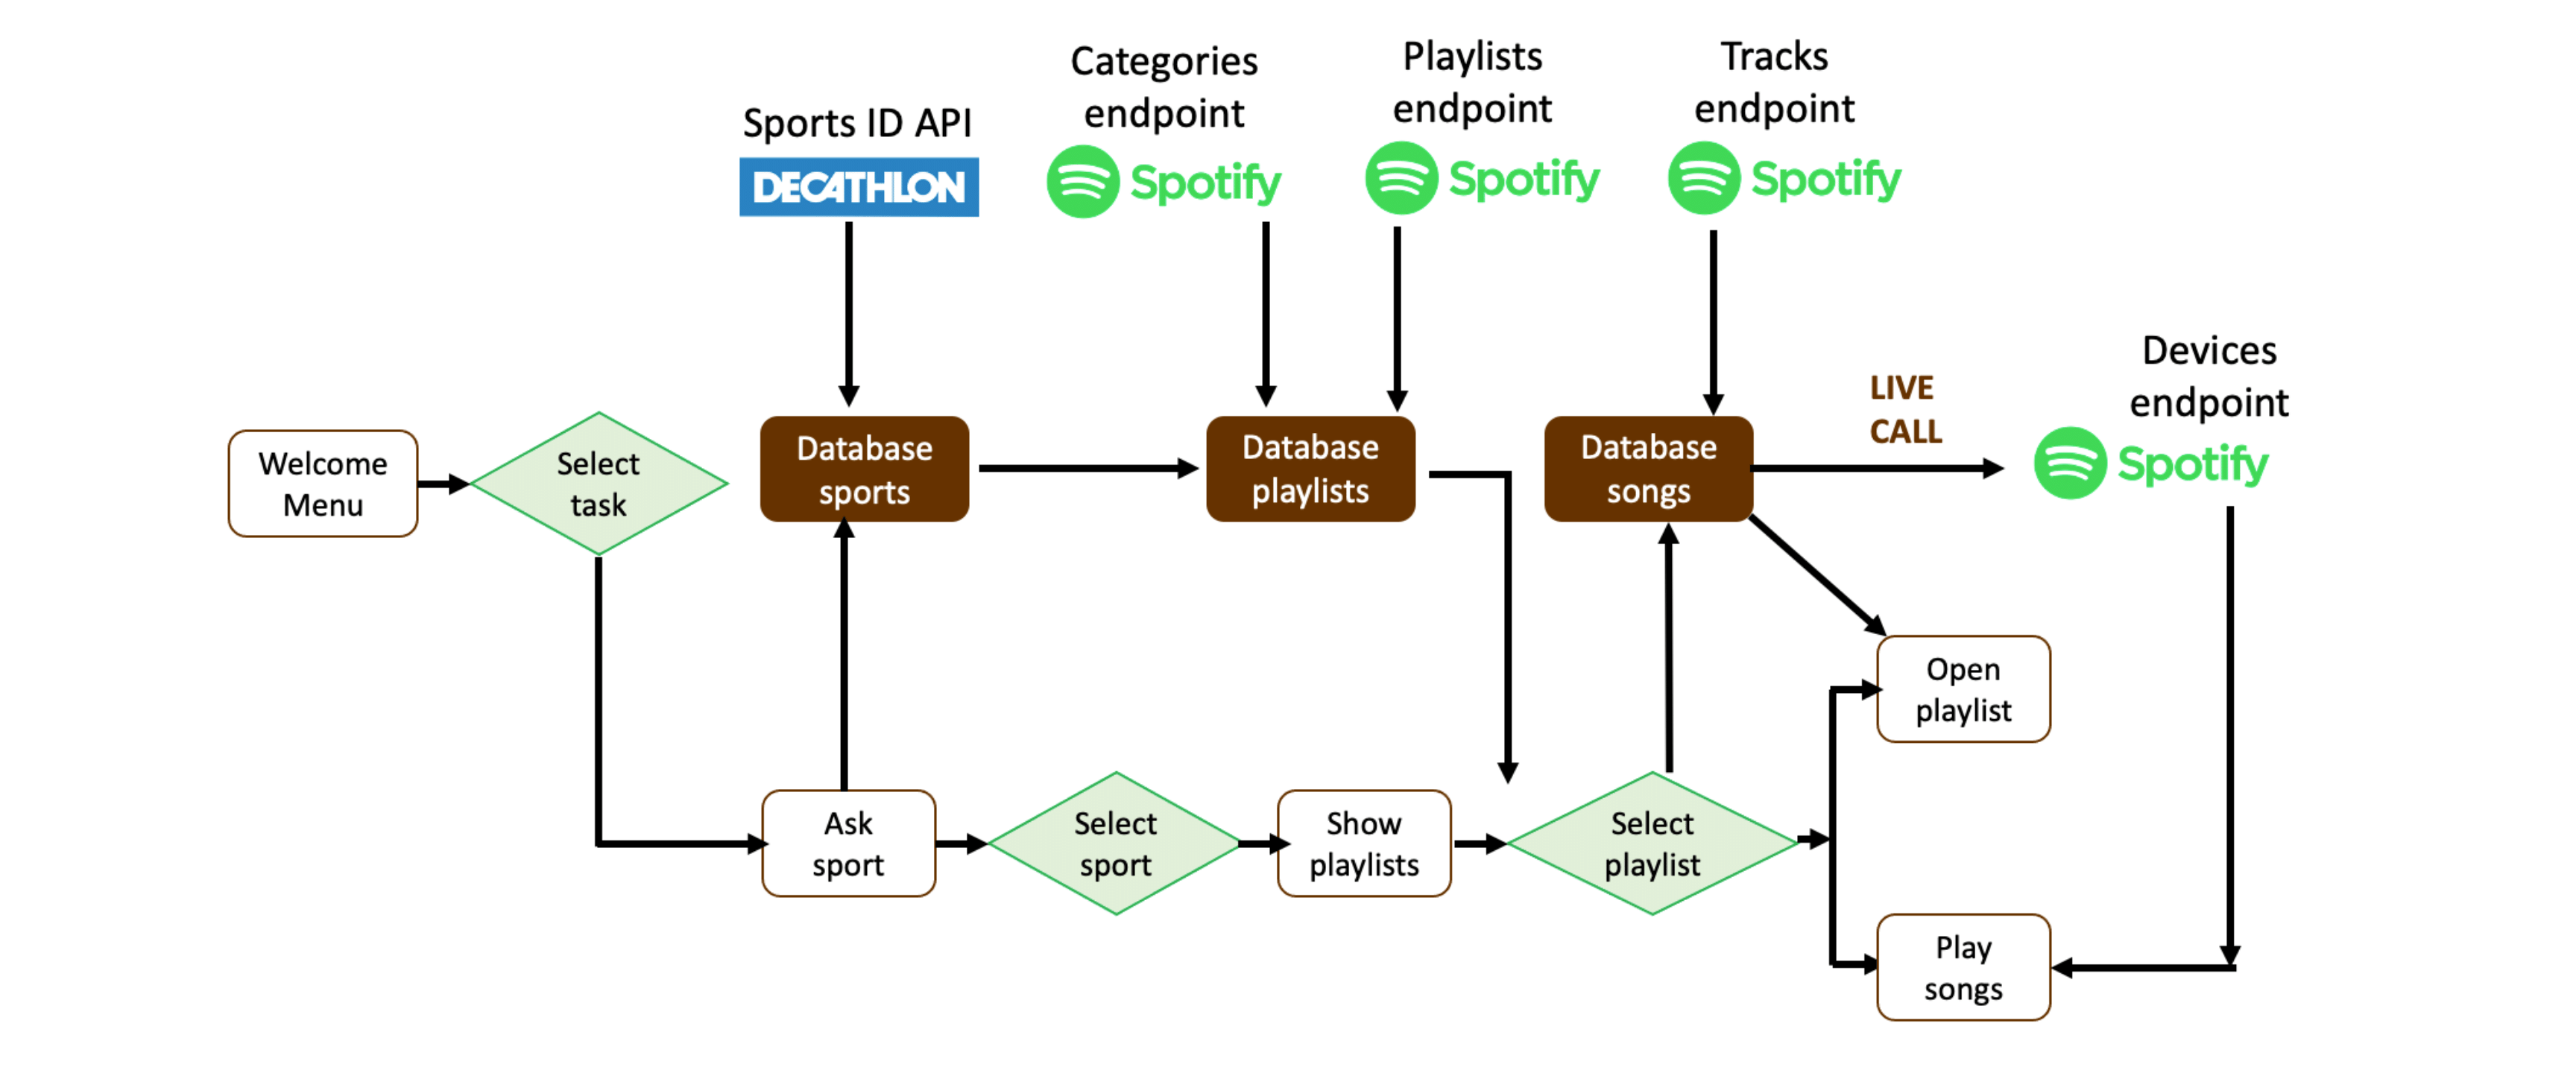 Categories
endpoint
Playlists
endpoint
Tracks
endpoint
Sports ID API
DECATHLON
Spotify
Spotify
Spotify
Devices
endpoint
LIVE
CALL
Spotify
Welcome
Menu
Select
task
Database
sports
Database
playlists
Database
songs
Open
playlist
Ask
sport
Select
sport
Show
playlists
Select
playlist
Play
songs